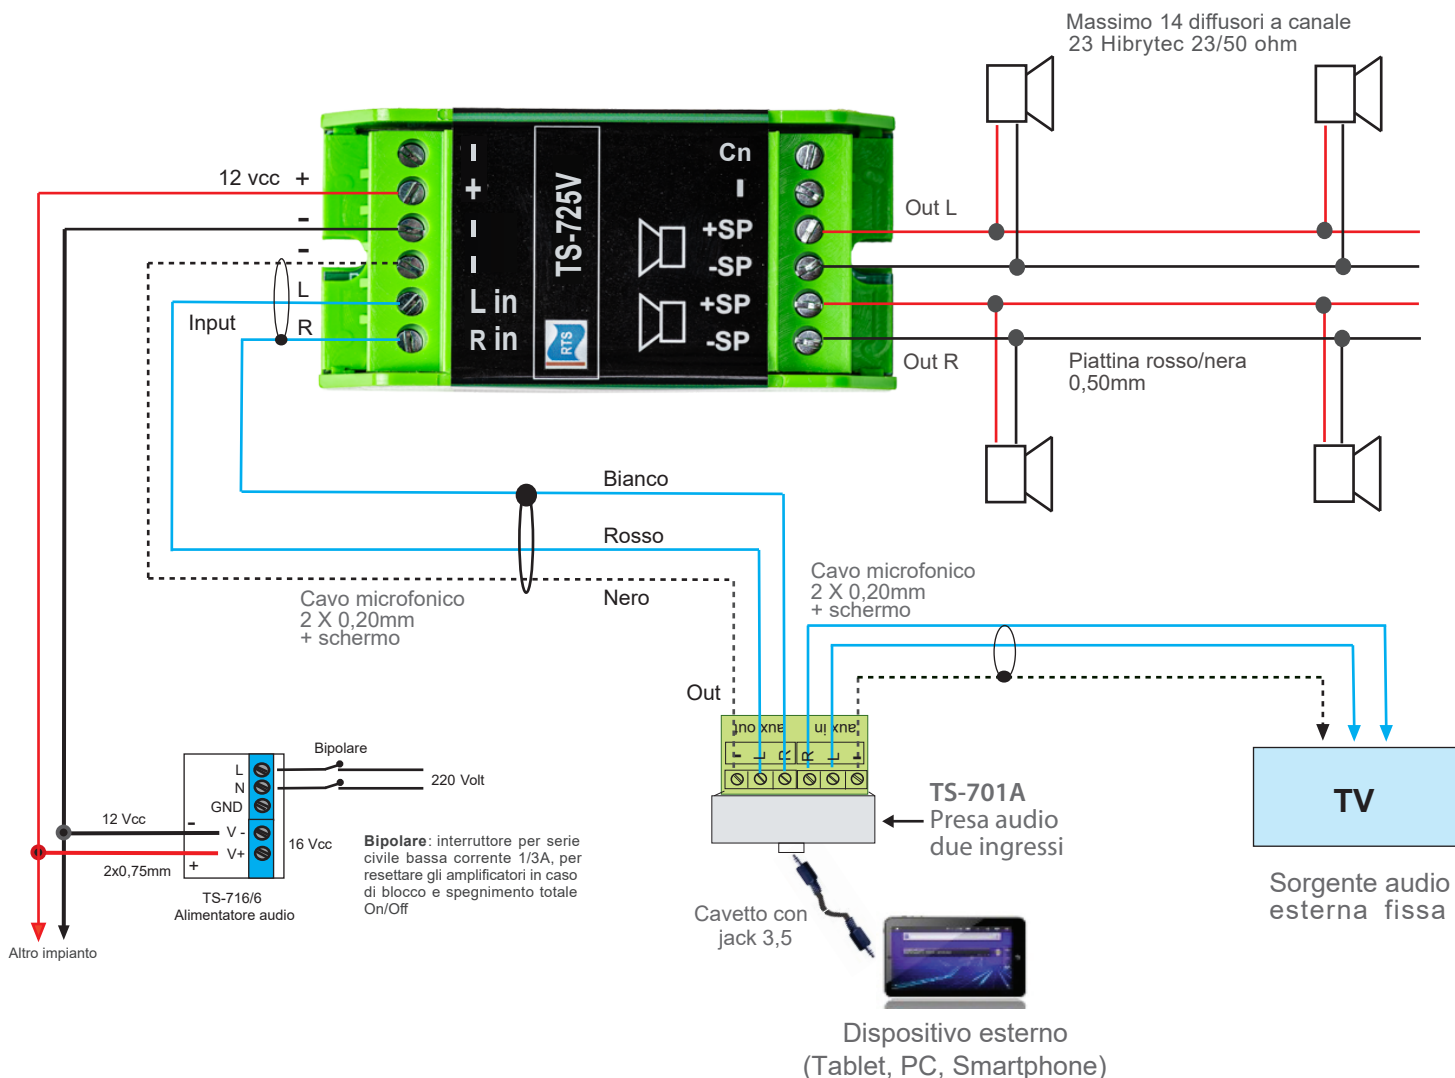 Massimo 14 diffusori a canale
23 Hibrytec 23/50 ohm
12 vcc +
-
-
L
Input
R
I
+
I
I
L in
R in
TS-725V
RTS
Cn
-
+SP
-SP
+SP
-SP
Out L
Out R
Piattina rosso/nera
0,50mm
Bianco
Rosso
Nero
Cavo microfonico
2 X 0,20mm
+ schermo
Cavo microfonico
2 X 0,20mm
+ schermo
Out
aux out
aux in
- L R R L -
TS-701A
Presa audio
due ingressi
TV
Sorgente audio
esterna fissa
Cavetto con
jack 3,5
Dispositivo esterno
(Tablet, PC, Smartphone)
Bipolare
L
N
GND
V -
V+
220 Volt
12 Vcc
-
+
16 Vcc
2x0,75mm
TS-716/6
Alimentatore audio
Altro impianto
Bipolare: interruttore per serie
civile bassa corrente 1/3A, per
resettare gli amplificatori in caso
di blocco e spegnimento totale
On/Off